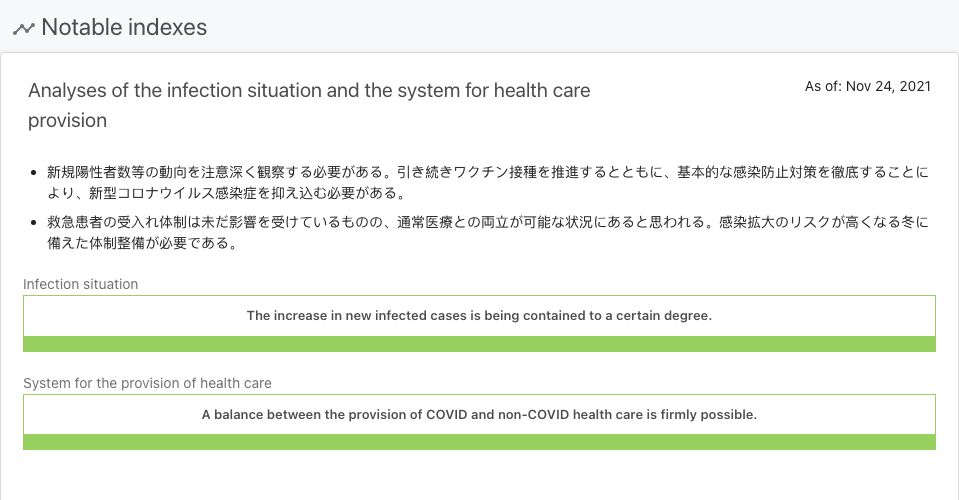 Notable indexes
Analyses of the infection situation and the system for health care
provision
As of: Nov 24, 2021
• 新規陽性者数等の動向を注意深く観察する必要がある。引き続きワクチン接種を推進するとともに、基本的な感染防止対策を徹底することに
より、新型コロナウイルス感染症を抑え込む必要がある。
• 救急患者の受入れ体制は未だ影響を受けているものの、通常医療との両立が可能な状況にあると思われる。感染拡大のリスクが高くなる冬に
備えた体制整備が必要である。
Infection situation
The increase in new infected cases is being contained to a certain degree.
System for the provision of health care
A balance between the provision of COVID and non-COVID health care is firmly possible.